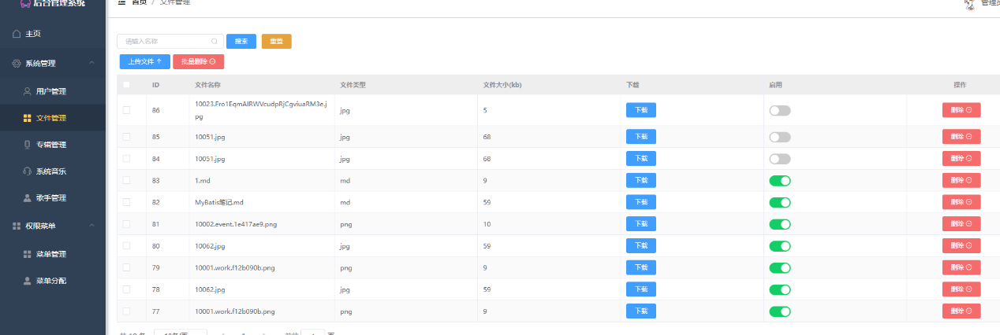 后台管理系统
首页 / 文件管理
管理员
主页
系统管理
用户管理
文件管理
专辑管理
系统音乐
歌手管理
权限菜单
菜单管理
菜单分配
请输入名称 搜索 重置
上传文件 批量删除
ID 文件名称 文件类型 文件大小(kb) 下载 启用 操作
86 10023.Fro1EqmAlRWVcudpRjCgviuaRM3e.j
pg jpg 5 下载 删除
85 10051.jpg jpg 68 下载 删除
84 10051.jpg jpg 68 下载 删除
83 1.md md 9 下载 删除
82 MyBatis笔记.md md 59 下载 删除
81 10002.event.1e417ae9.png png 10 下载 删除
80 10062.jpg jpg 59 下载 删除
79 10001.work.f12b090b.png png 9 下载 删除
78 10062.jpg jpg 59 下载 删除
77 10001.work.f12b090b.png png 9 下载 删除